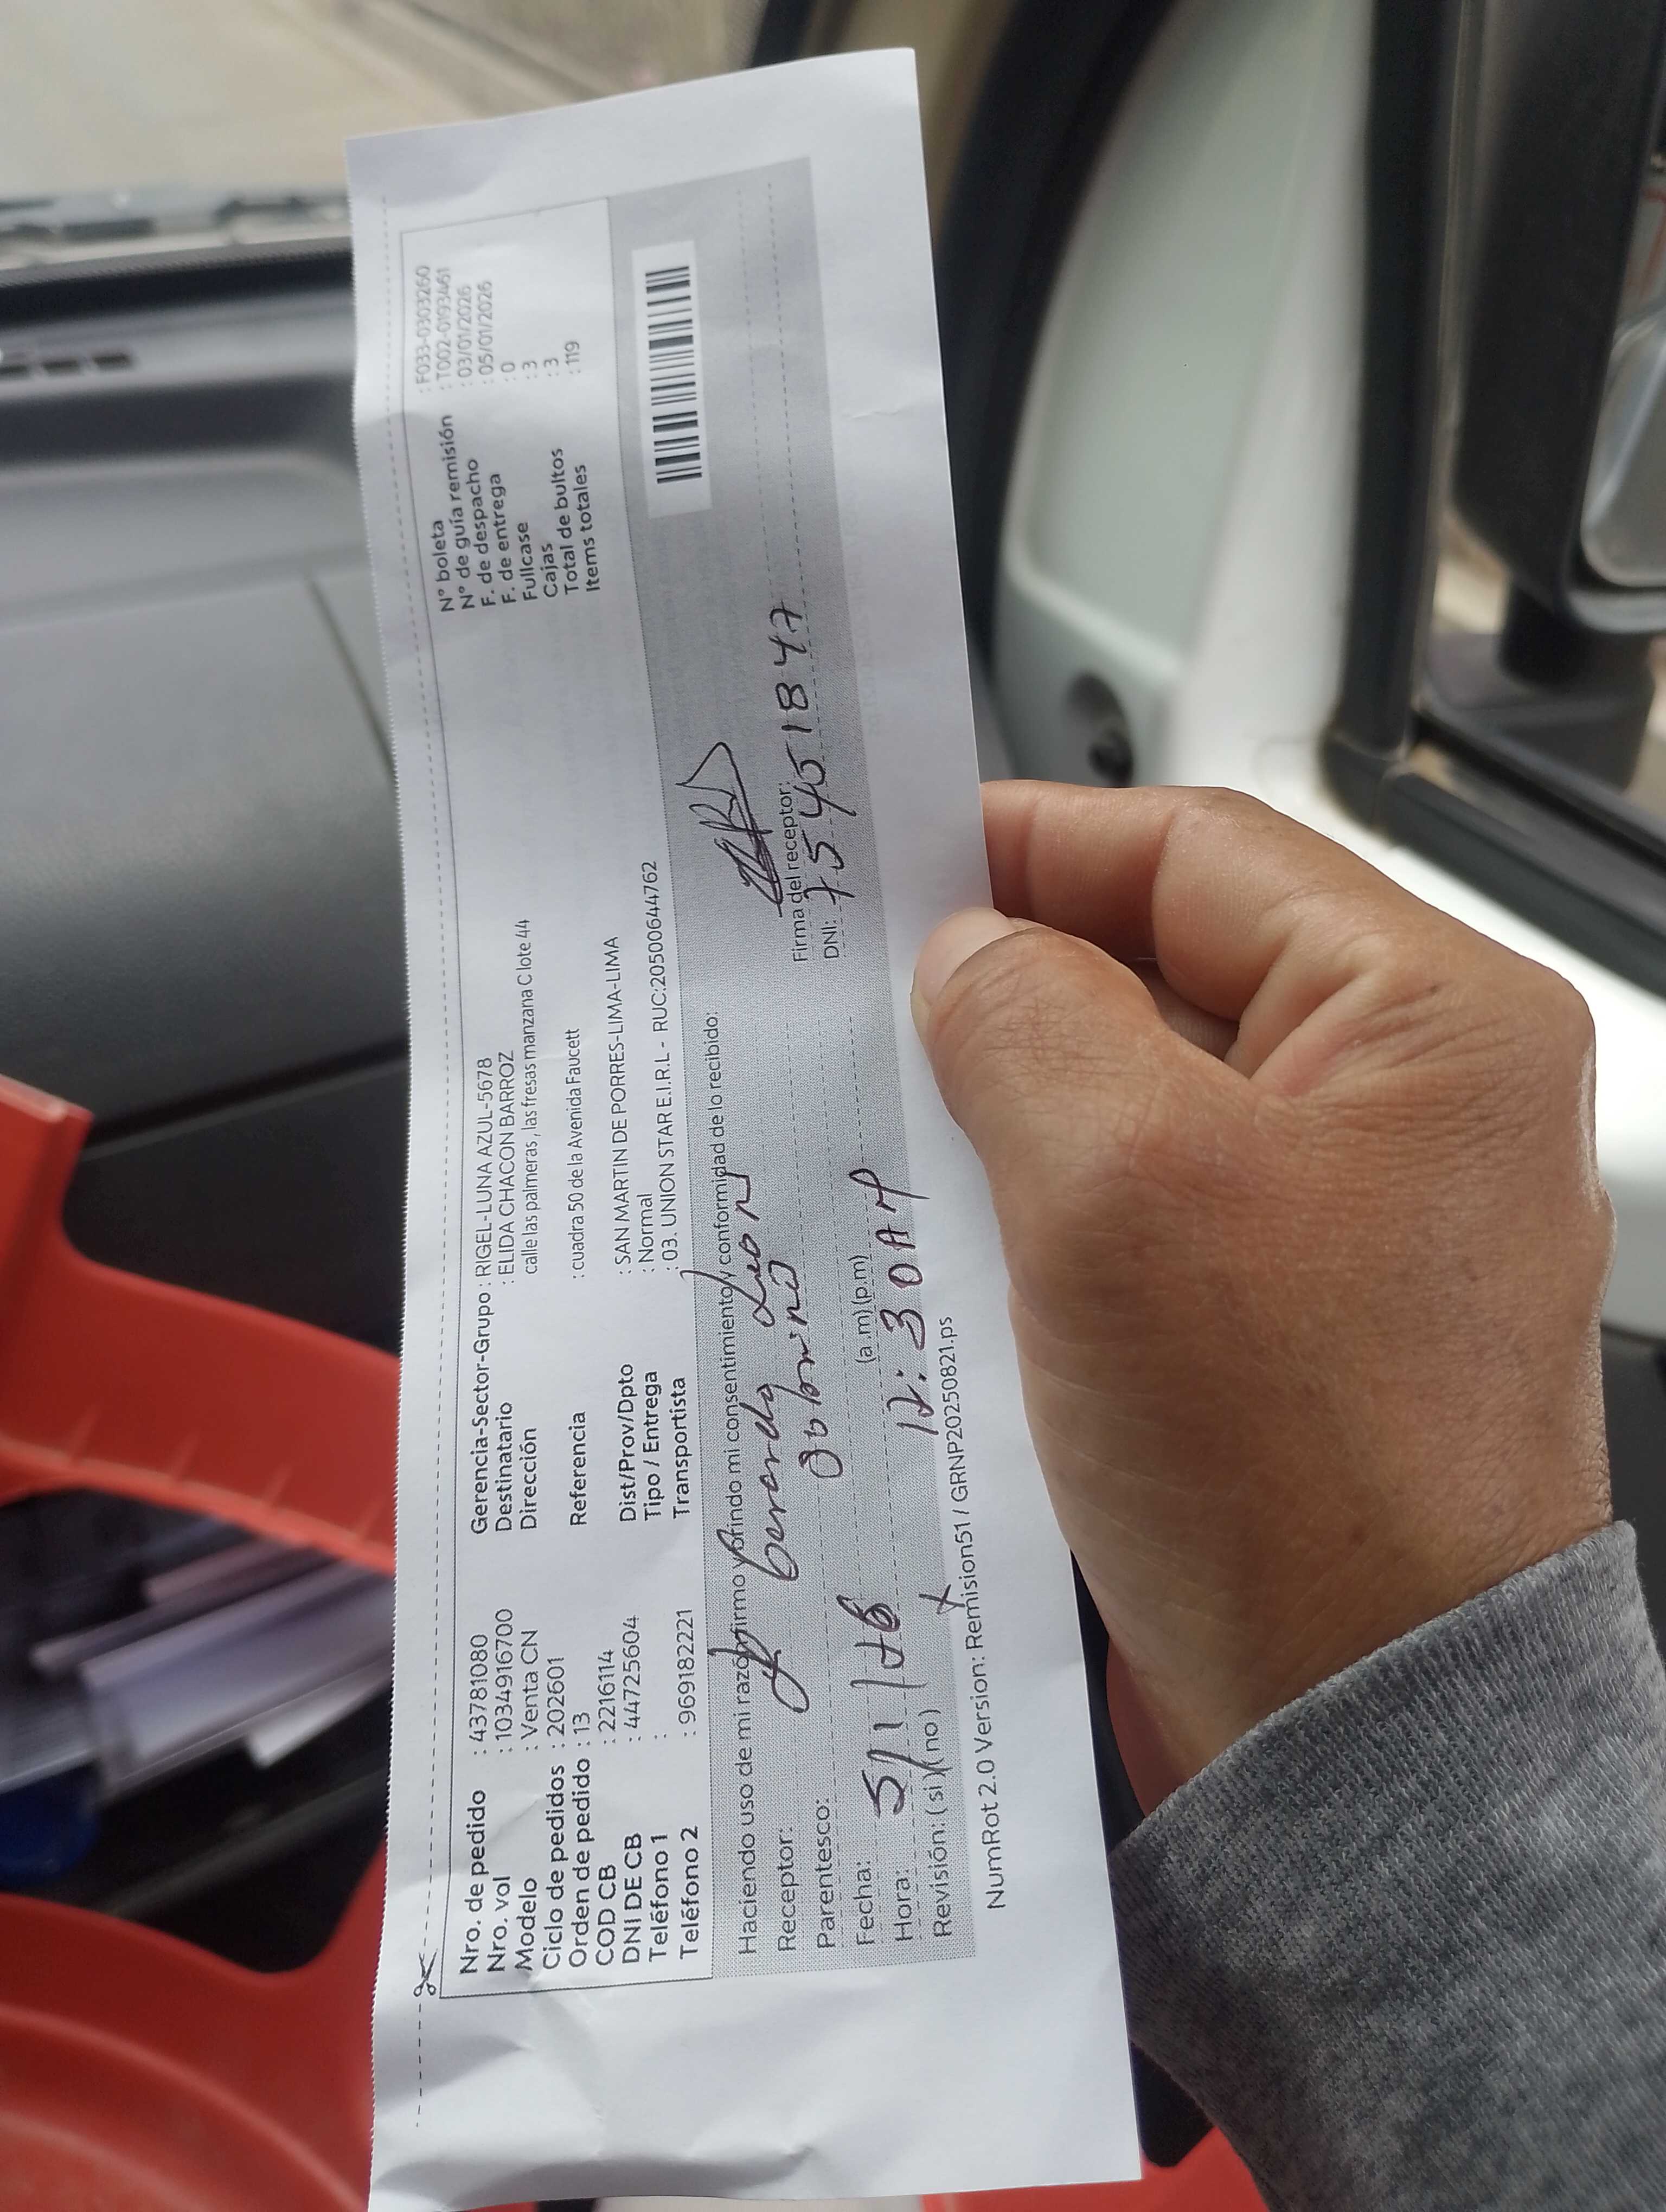 Nro. de pedido : 43781080
Nro. vol : 1034916700
Modelo : Venta CN
Ciclo de pedidos : 202601
Orden de pedido : 13
COD CB : 2216114
DNI DE CB : 44725604
Teléfono 1 :
Teléfono 2 : 969182221
Gerencia-Sector-Grupo : RIGEL-LUNA AZUL-5678
Destinatario : ELIDA CHACON BARROZ
Dirección calle las palmeras , las fresas manzana C lote 44
Referencia : cuadra 50 de la Avenida Faucett
Dist/Prov/Dpto : SAN MARTIN DE PORRES-LIMA-LIMA
Tipo / Entrega : Normal
Transportista : 03. UNION STAR E.I.R.L - RUC:20500644762
N° boleta : F033-0303260
N° de guía remisión : T002-0193461
F. de despacho : 03/01/2026
F. de entrega : 05/01/2026
Fullcase : 0
Cajas : 3
Total de bultos : 3
Items totales : 119
Haciendo uso de mi razón firmo y brindo mi consentimiento y conformidad de lo recibido:
Receptor:
Parentesco:
Fecha: 5/1/26
Hora: (a.m) (p.m) 12:30
Revisión: ( si ) ( no ) X
Firma del receptor:
DNI:
NumRot 2.0 Version: Remision51 / GRNP20250821.ps